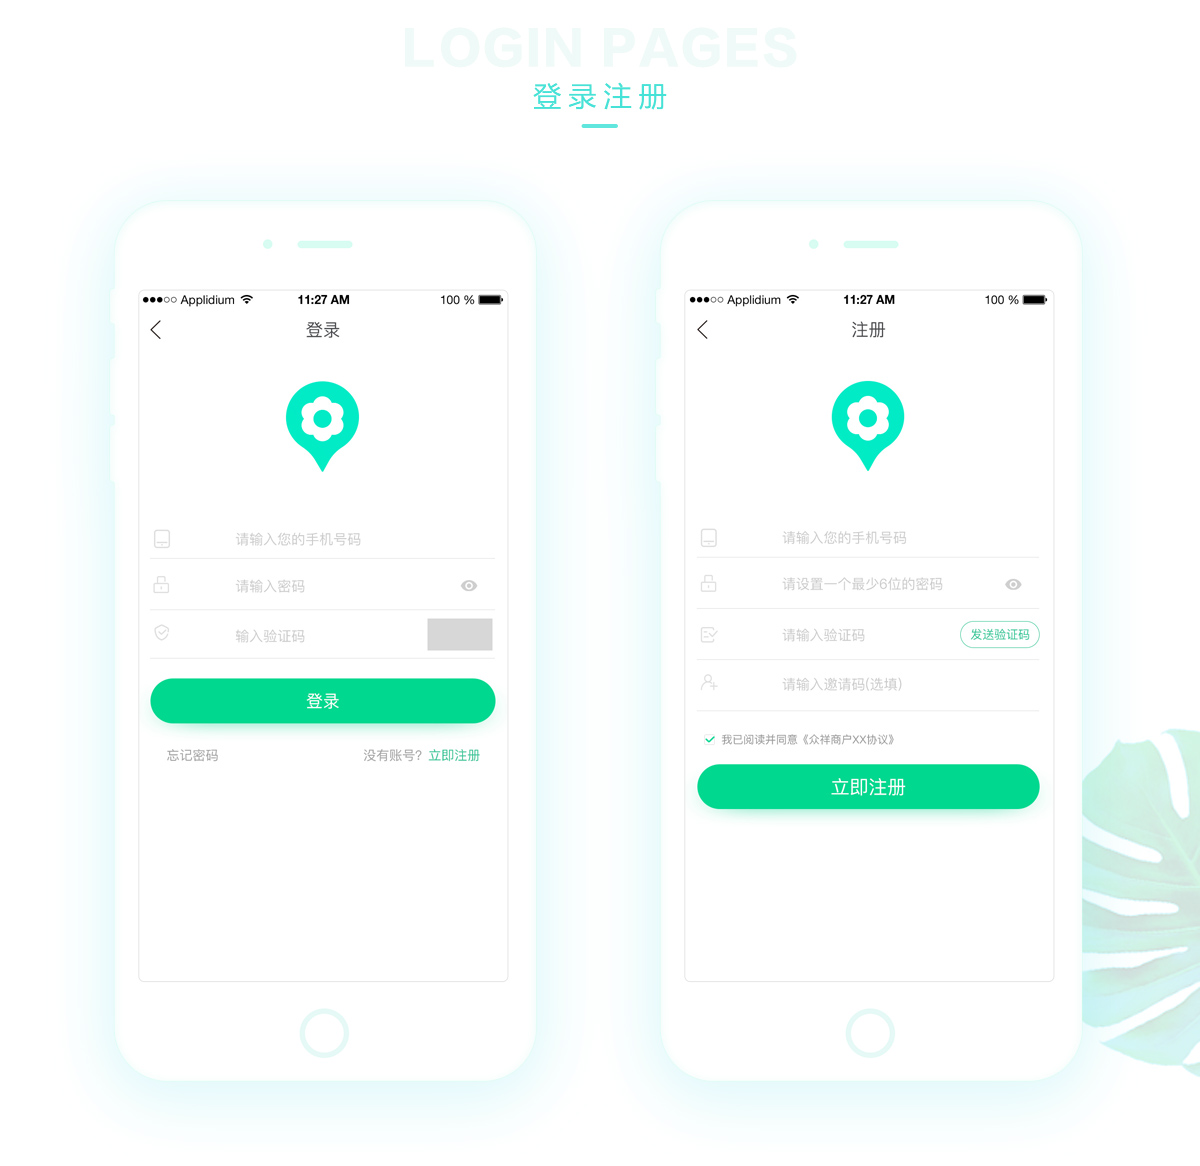 LOGIN PAGES
登录注册
Applidium 11:27 AM 100 %
登录
请输入您的手机号码
请输入密码
输入验证码
登录
忘记密码 没有账号? 立即注册
Applidium 11:27 AM 100 %
注册
请输入您的手机号码
请设置一个最少6位的密码
请输入验证码 发送验证码
请输入邀请码(选填)
我已阅读并同意《众祥商户XX协议》
立即注册